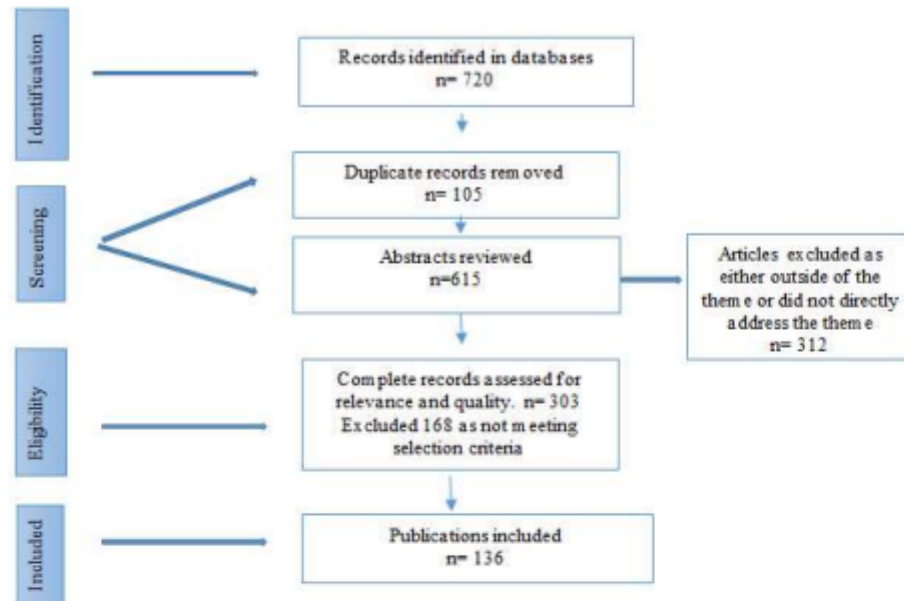 Identification
Records identified in databases
n= 720
Screening
Duplicate records removed
n= 105
Abstracts reviewed
n=615
Articles excluded as
either outside of the
theme or did not directly
address the theme
n= 312
Eligibility
Complete records assessed for
relevance and quality. n= 303
Excluded 168 as not meeting
selection criteria
Included
Publications included
n= 136